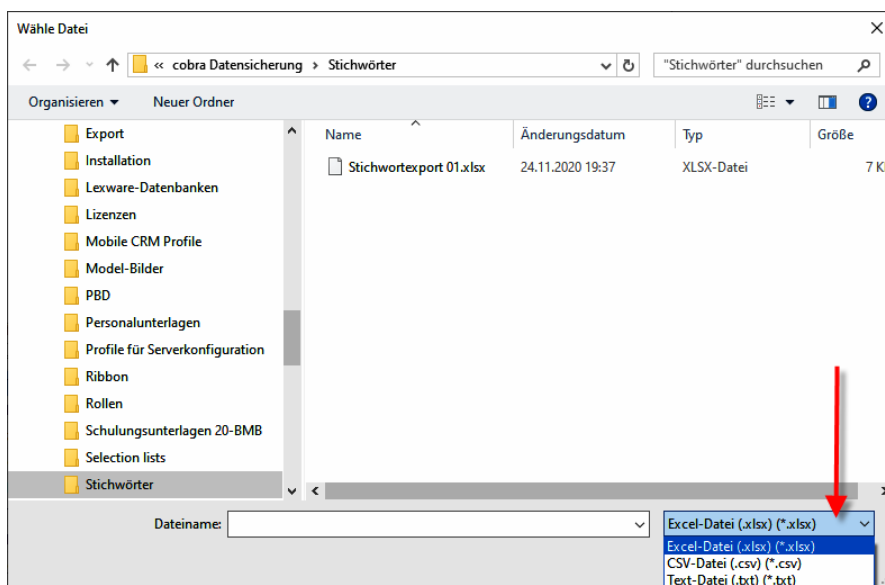 Wähle Datei
« cobra Datensicherung › Stichwörter
"Stichwörter" durchsuchen
Organisieren
Neuer Ordner
Name
Änderungsdatum
Typ
Größe
Export
Installation
Lexware-Datenbanken
Lizenzen
Mobile CRM Profile
Model-Bilder
PBD
Personalunterlagen
Profile für Serverkonfiguration
Ribbon
Rollen
Schulungsunterlagen 20-BMB
Selection lists
Stichwörter
Stichwortexport 01.xlsx
24.11.2020 19:37
XLSX-Datei
7
Dateiname:
Excel-Datei (.xlsx) (*.xlsx)
Excel-Datei (.xlsx) (*.xlsx)
CSV-Datei (.csv) (*.csv)
Text-Datei (.txt) (*.txt)